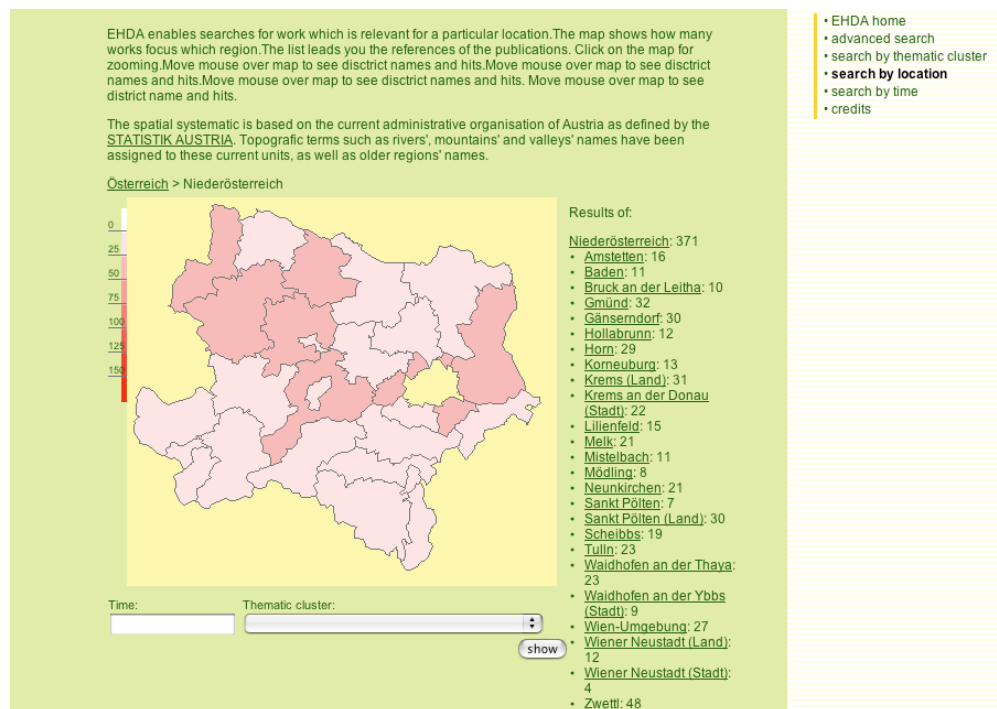 EHDA enables searches for work which is relevant for a particular location.The map shows how many
works focus which region.The list leads you the references of the publications. Click on the map for
zooming.Move mouse over map to see disctrict names and hits.Move mouse over map to see disctrict
names and hits.Move mouse over map to see disctrict names and hits. Move mouse over map to see
district name and hits.
The spatial systematic is based on the current administrative organisation of Austria as defined by the
STATISTIK AUSTRIA. Topografic terms such as rivers', mountains' and valleys' names have been
assigned to these current units, as well as older regions' names.
Österreich > Niederösterreich
0
25
50
75
100
125
150
Time:
Thematic cluster:
show
Results of:
Niederösterreich: 371
• Amstetten: 16
• Baden: 11
• Bruck an der Leitha: 10
• Gmünd: 32
• Gänserndorf: 30
• Hollabrunn: 12
• Horn: 29
• Korneuburg: 13
• Krems (Land): 31
• Krems an der Donau
(Stadt): 22
• Lilienfeld: 15
• Melk: 21
• Mistelbach: 11
• Mödling: 8
• Neunkirchen: 21
• Sankt Pölten: 7
• Sankt Pölten (Land): 30
• Scheibbs: 19
• Tulln: 23
• Waidhofen an der Thaya:
23
• Waidhofen an der Ybbs
(Stadt): 9
• Wien-Umgebung: 27
• Wiener Neustadt (Land):
12
• Wiener Neustadt (Stadt):
4
• Zwettl: 48
• EHDA home
• advanced search
• search by thematic cluster
• search by location
• search by time
• credits